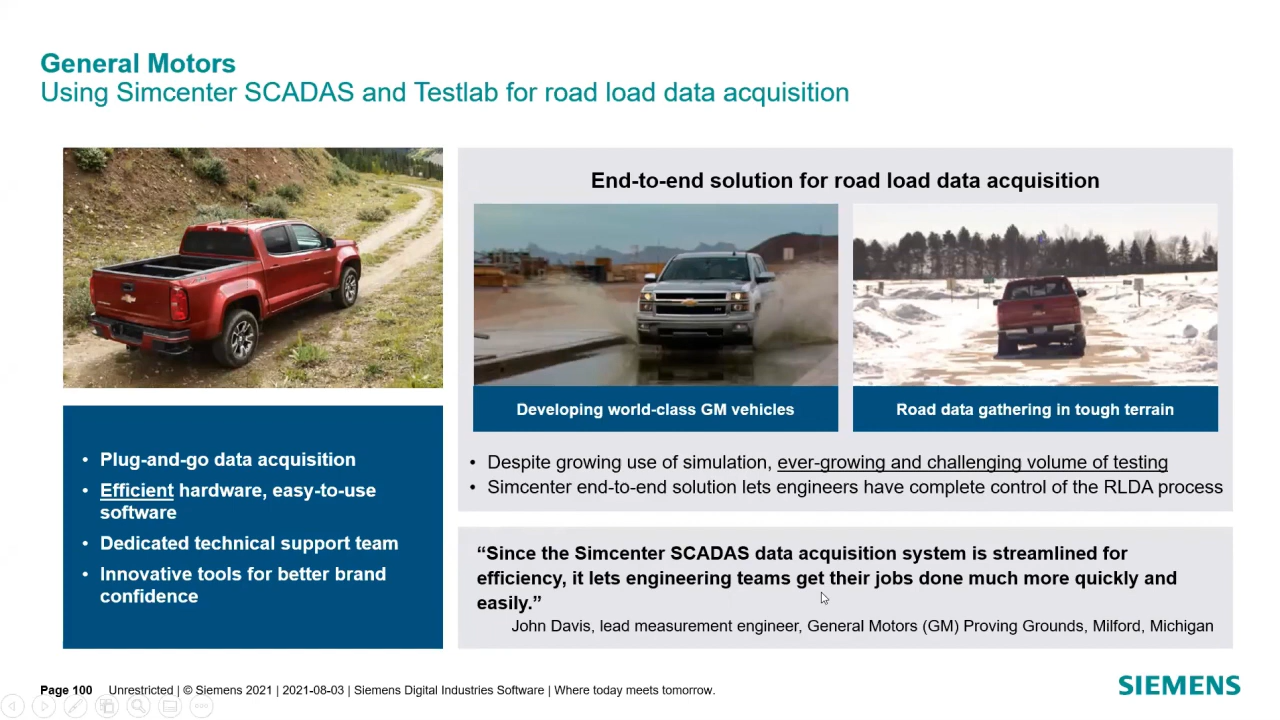 General Motors
Using Simcenter SCADAS and Testlab for road load data acquisition
End-to-end solution for road load data acquisition
Developing world-class GM vehicles
Road data gathering in tough terrain
• Plug-and-go data acquisition
• Efficient hardware, easy-to-use
software
• Dedicated technical support team
• Innovative tools for better brand
confidence
• Despite growing use of simulation, ever-growing and challenging volume of testing
• Simcenter end-to-end solution lets engineers have complete control of the RLDA process
“Since the Simcenter SCADAS data acquisition system is streamlined for
efficiency, it lets engineering teams get their jobs done much more quickly and
easily.”
John Davis, lead measurement engineer, General Motors (GM) Proving Grounds, Milford, Michigan
Page 100 Unrestricted | © Siemens 2021 | 2021-08-03 | Siemens Digital Industries Software | Where today meets tomorrow.
SIEMENS